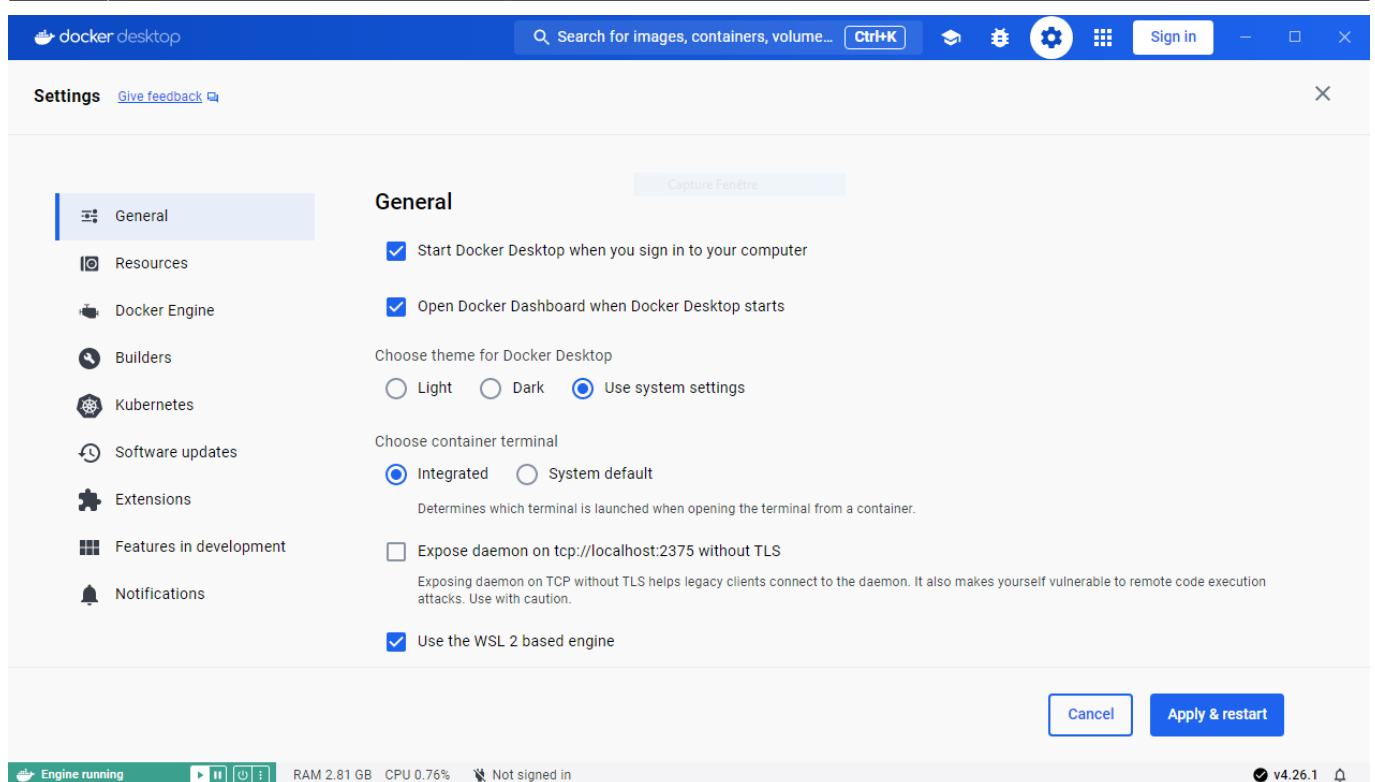 docker desktop
Search for images, containers, volume... Ctrl+K
Sign in
Settings Give feedback
Capture Fenêtre
General
General
Start Docker Desktop when you sign in to your computer
Resources
Docker Engine
Open Docker Dashboard when Docker Desktop starts
Builders
Choose theme for Docker Desktop
Light Dark Use system settings
Kubernetes
Software updates
Choose container terminal
Integrated System default
Extensions
Determines which terminal is launched when opening the terminal from a container.
Features in development
Expose daemon on tcp://localhost:2375 without TLS
Notifications
Exposing daemon on TCP without TLS helps legacy clients connect to the daemon. It also makes yourself vulnerable to remote code execution
attacks. Use with caution.
Use the WSL 2 based engine
Cancel Apply & restart
Engine running RAM 2.81 GB CPU 0.76% Not signed in v4.26.1